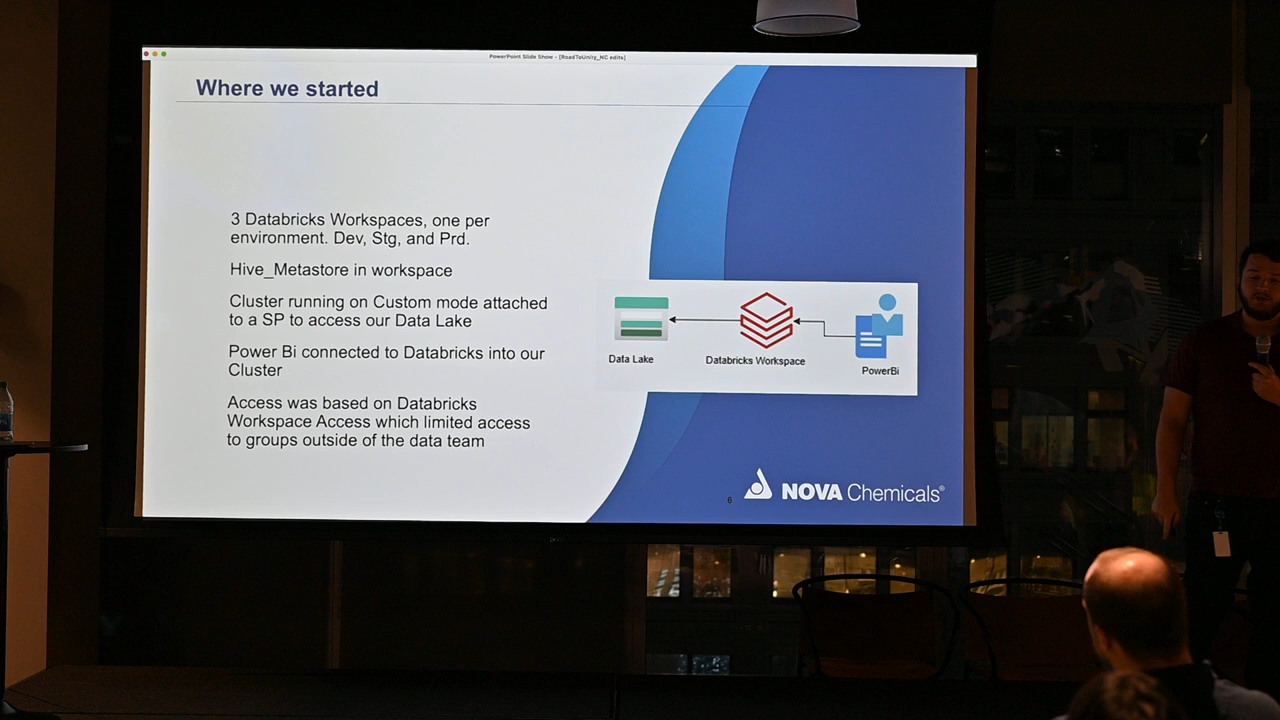 PowerPoint Slide Show - [RoadToUnity_NC edits]
Where we started
3 Databricks Workspaces, one per
environment. Dev, Stg, and Prd.
Hive_Metastore in workspace
Cluster running on Custom mode attached
to a SP to access our Data Lake
Power Bi connected to Databricks into our
Cluster
Access was based on Databricks
Workspace Access which limited access
to groups outside of the data team
Data Lake
Databricks Workspace
PowerBi
6
NOVA Chemicals®